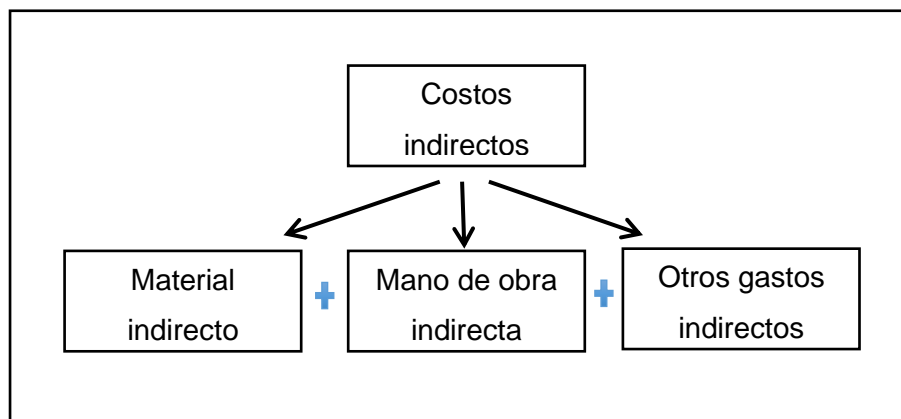 Costos
indirectos
Material
indirecto
Mano de obra
indirecta
Otros gastos
indirectos